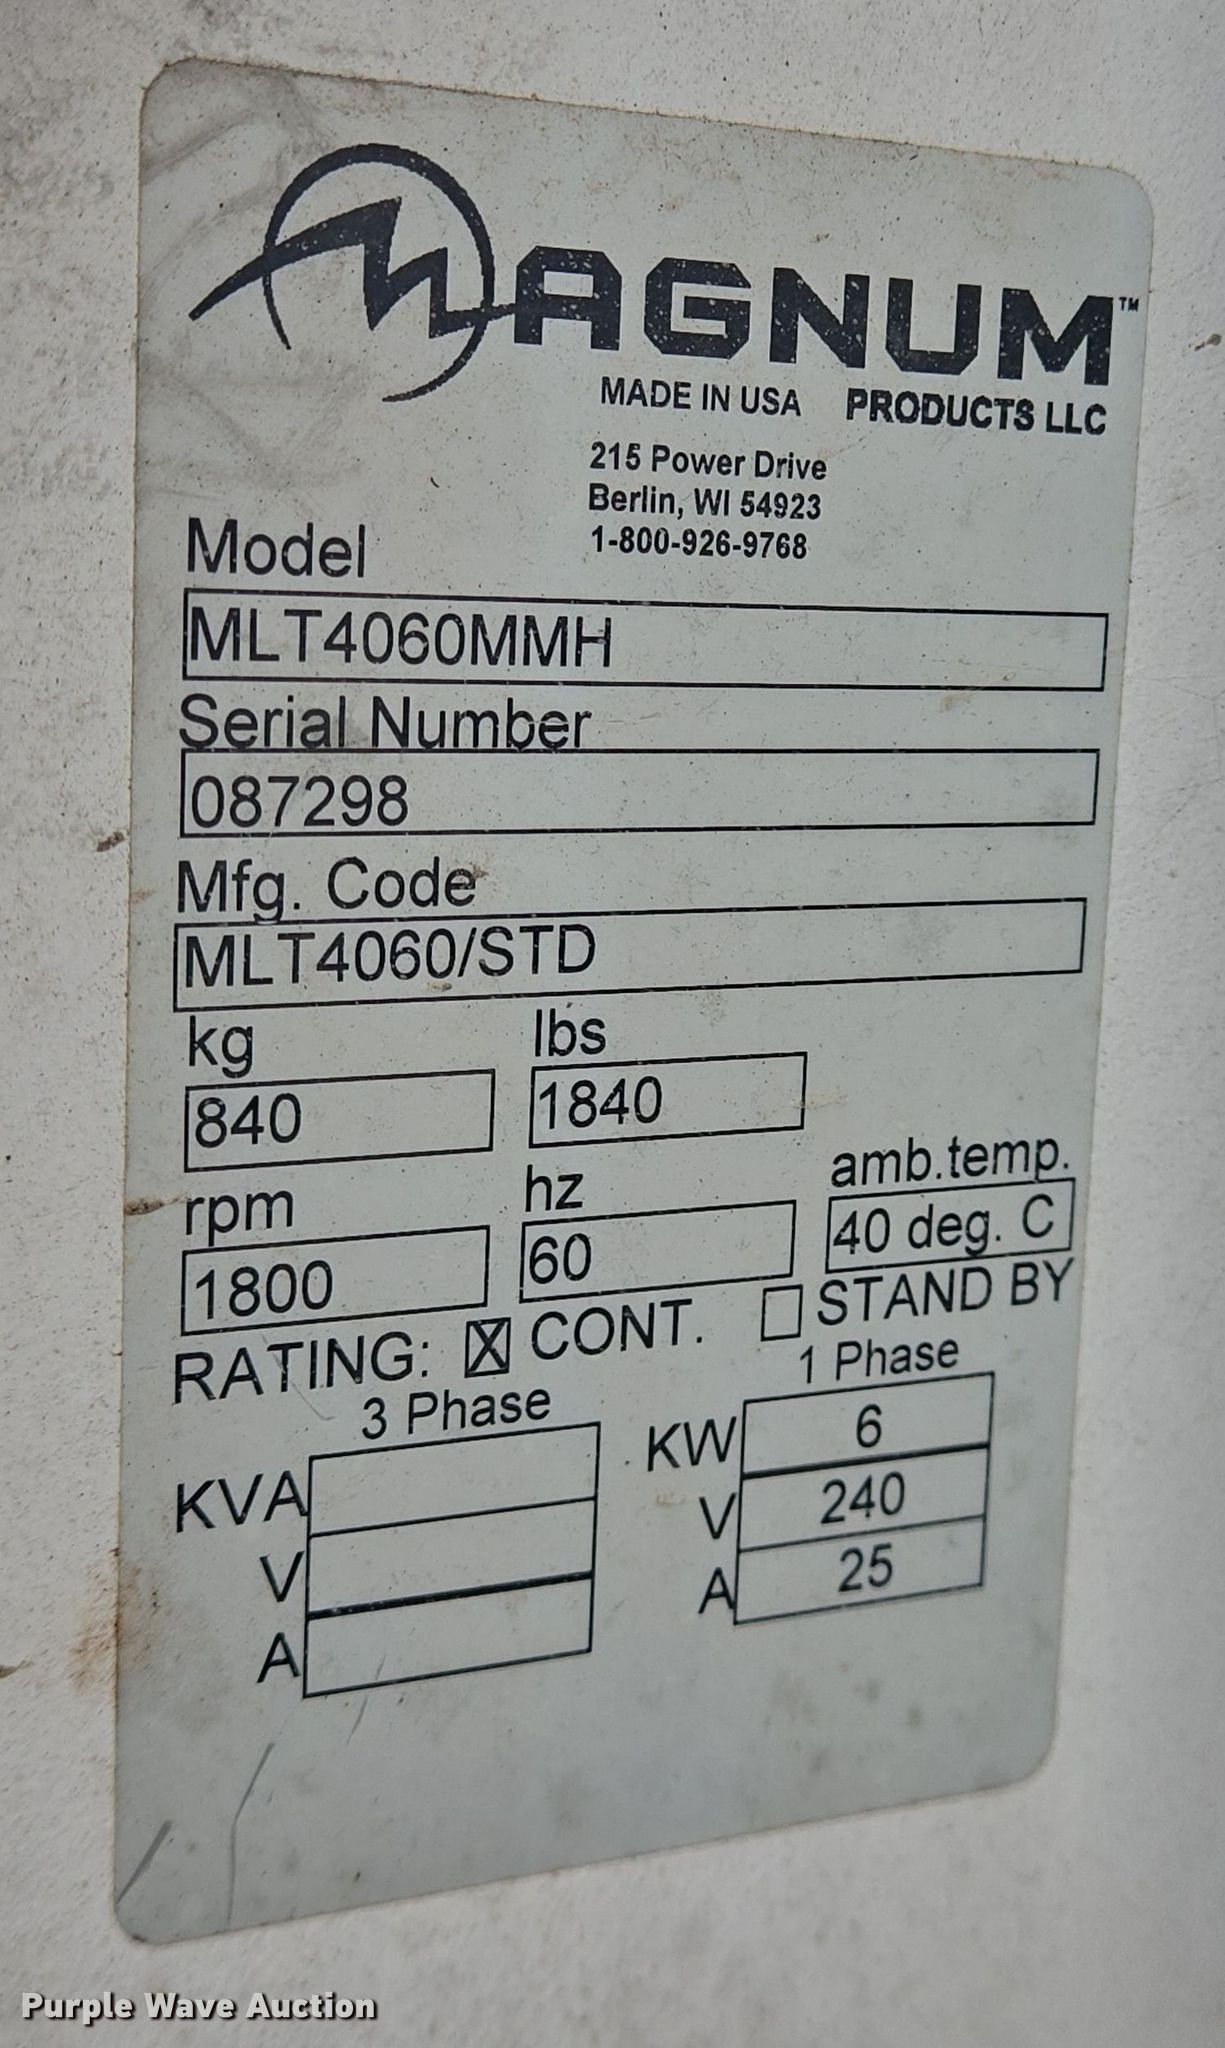 MAGNUM™
MADE IN USA PRODUCTS LLC
215 Power Drive
Berlin, WI 54923
1-800-926-9768
Model
MLT4060MMH
Serial Number
087298
Mfg. Code
MLT4060/STD
kg lbs
840 1840
rpm hz amb.temp.
1800 60 40 deg. C
RATING: X CONT. STAND BY
3 Phase 1 Phase
KVA KW 6
V V 240
A A 25
Purple Wave Auction